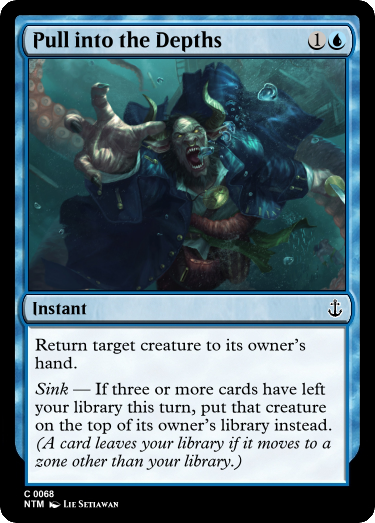 Pull into the Depths 1
Instant
Return target creature to its owner's
hand.
Sink — If three or more cards have left
your library this turn, put that creature
on the top of its owner's library instead.
(A card leaves your library if it moves to a
zone other than your library.)
C 0068
NTM Lie Setiawan